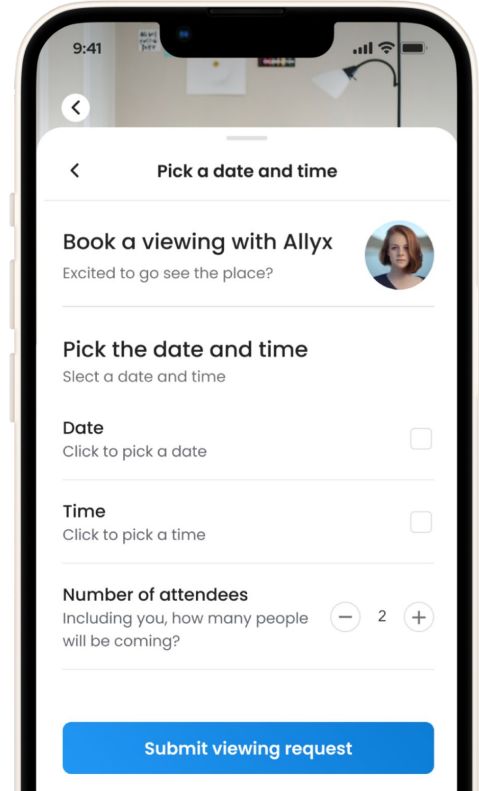 9:41
Pick a date and time
Book a viewing with Allyx
Excited to go see the place?
Pick the date and time
Slect a date and time
Date
Click to pick a date
Time
Click to pick a time
Number of attendees
Including you, how many people
will be coming?
2
Submit viewing request